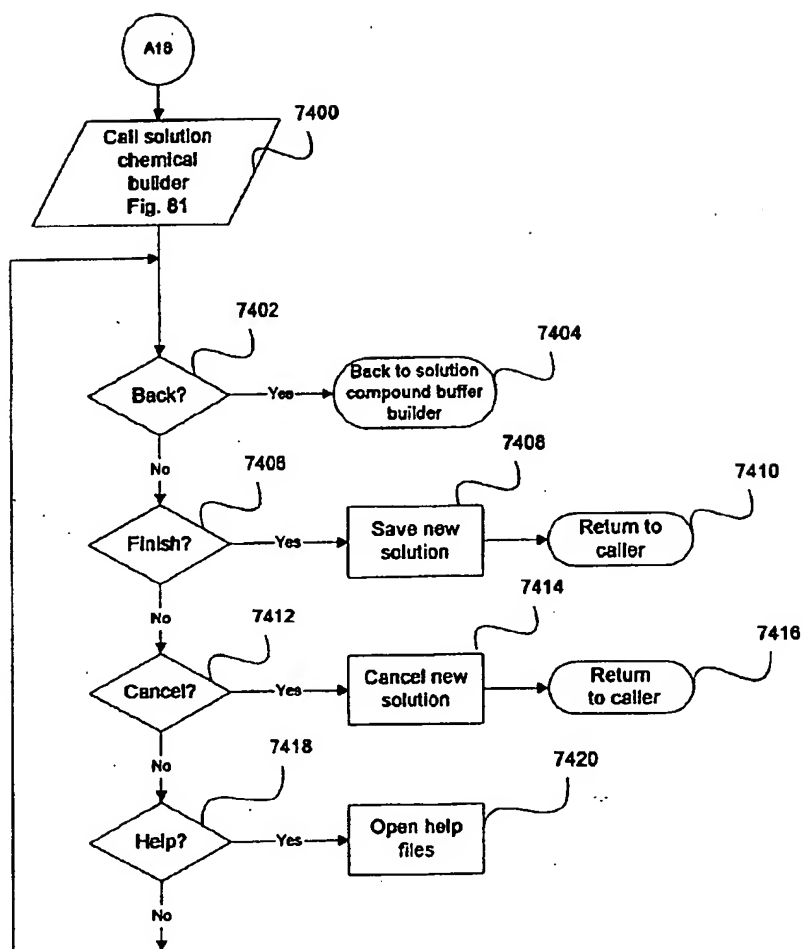 A18
7400
Call solution
chemical
builder
Fig. 81
7402
7404
Back?
Yes
Back to solution
compound buffer
builder
No
7406
7408
7410
Finish?
Yes
Save new
solution
Return to
caller
No
7412
7414
7416
Cancel?
Yes
Cancel new
solution
Return
to caller
No
7418
7420
Help?
Yes
Open help
files
No